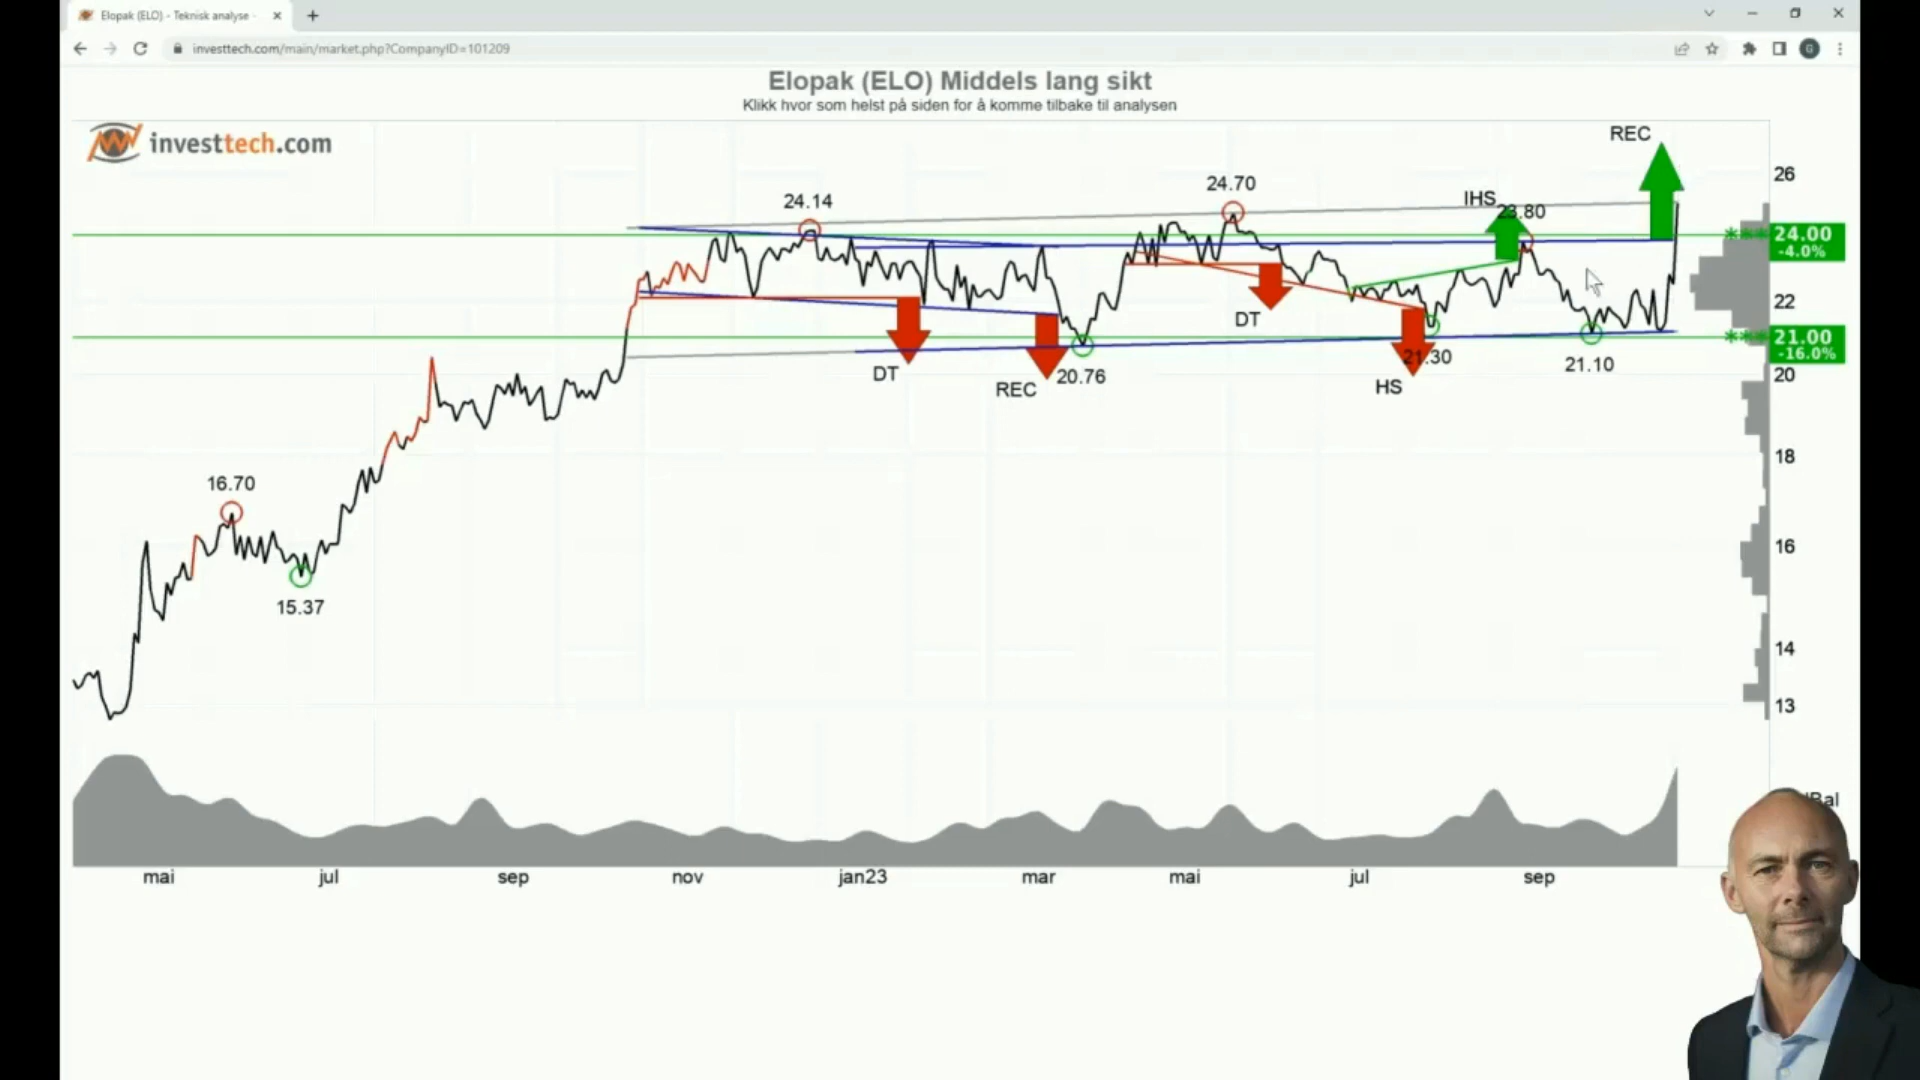 Elopak (ELO) - Teknisk analyse -
investtech.com/main/market.php?CompanyID=101209
G
Elopak (ELO) Middels lang sikt
Klikk hvor som helst på siden for å komme tilbake til analysen
investtech.com
REC
26
24.70
24.14
IHS
23.80
*** 24.00
-4.0%
22
DT
*** 21.00
-16.0%
21.30
21.10
20
DT
REC
20.76
HS
18
16.70
16
15.37
14
13
mai
jul
sep
nov
jan23
mar
mai
jul
sep